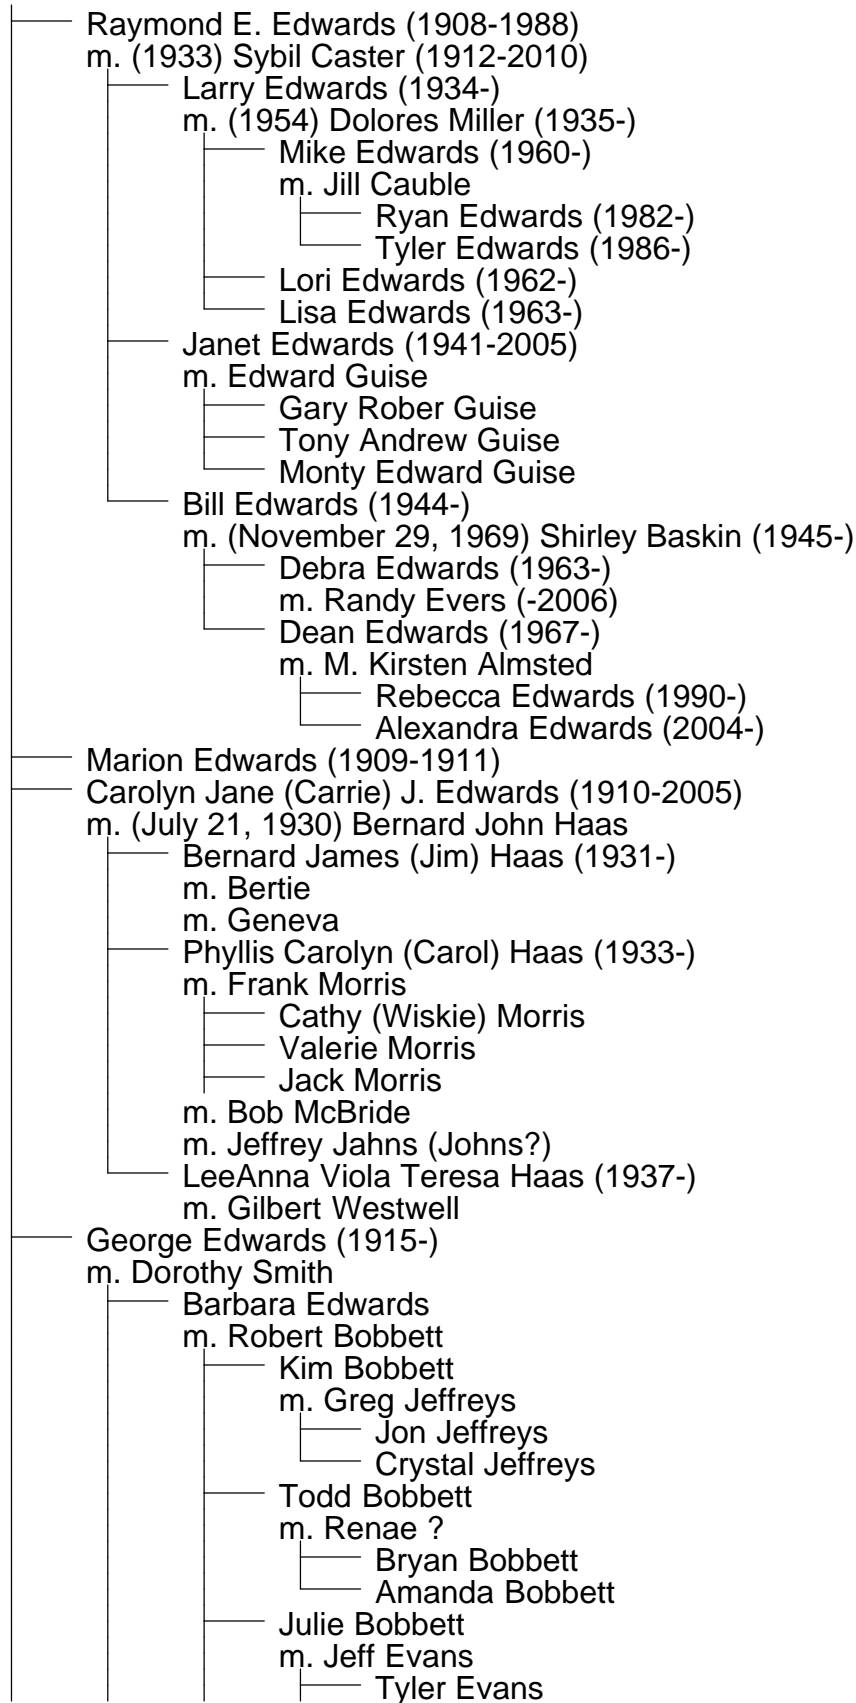 Raymond E. Edwards (1908-1988)
m. (1933) Sybil Caster (1912-2010)
Larry Edwards (1934-)
m. (1954) Dolores Miller (1935-)
Mike Edwards (1960-)
m. Jill Cauble
Ryan Edwards (1982-)
Tyler Edwards (1986-)
Lori Edwards (1962-)
Lisa Edwards (1963-)
Janet Edwards (1941-2005)
m. Edward Guise
Gary Rober Guise
Tony Andrew Guise
Monty Edward Guise
Bill Edwards (1944-)
m. (November 29, 1969) Shirley Baskin (1945-)
Debra Edwards (1963-)
m. Randy Evers (-2006)
Dean Edwards (1967-)
m. M. Kirsten Almsted
Rebecca Edwards (1990-)
Alexandra Edwards (2004-)
Marion Edwards (1909-1911)
Carolyn Jane (Carrie) J. Edwards (1910-2005)
m. (July 21, 1930) Bernard John Haas
Bernard James (Jim) Haas (1931-)
m. Bertie
m. Geneva
Phyllis Carolyn (Carol) Haas (1933-)
m. Frank Morris
Cathy (Wiskie) Morris
Valerie Morris
Jack Morris
m. Bob McBride
m. Jeffrey Jahns (Johns?)
LeeAnna Viola Teresa Haas (1937-)
m. Gilbert Westwell
George Edwards (1915-)
m. Dorothy Smith
Barbara Edwards
m. Robert Bobbett
Kim Bobbett
m. Greg Jeffreys
Jon Jeffreys
Crystal Jeffreys
Todd Bobbett
m. Renae ?
Bryan Bobbett
Amanda Bobbett
Julie Bobbett
m. Jeff Evans
Tyler Evans